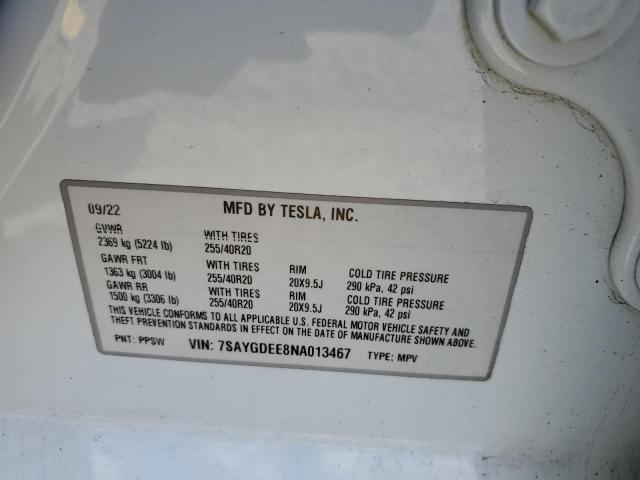 09/22 MFD BY TESLA, INC.
GVWR WITH TIRES
2369 kg (5224 lb) 255/40R20
GAWR FRT WITH TIRES RIM COLD TIRE PRESSURE
1363 kg (3004 lb) 255/40R20 20X9.5J 290 kPa, 42 psi
GAWR RR WITH TIRES RIM COLD TIRE PRESSURE
1500 kg (3306 lb) 255/40R20 20X9.5J 290 kPa, 42 psi
THIS VEHICLE CONFORMS TO ALL APPLICABLE U.S. FEDERAL MOTOR VEHICLE SAFETY AND
THEFT PREVENTION STANDARDS IN EFFECT ON THE DATE OF MANUFACTURE SHOWN ABOVE.
PNT: PPSW VIN: 7SAYGDEE8NA013467 TYPE: MPV